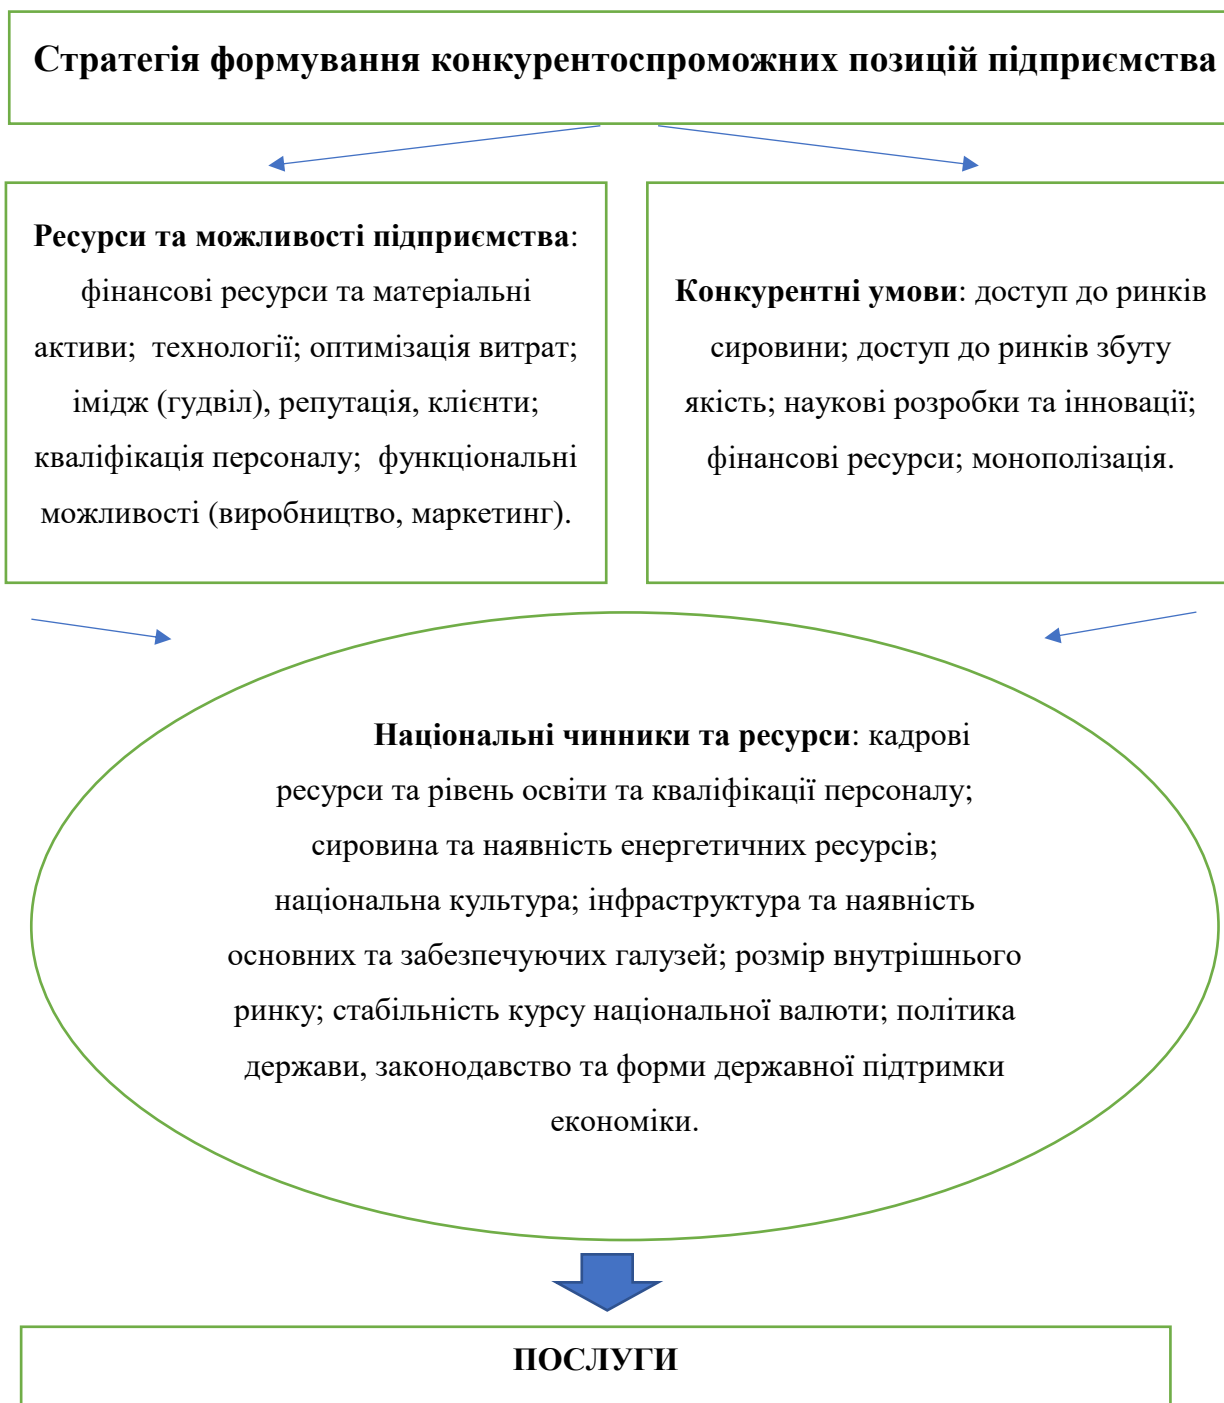 Стратегія формування конкурентоспроможних позицій підприємства
Ресурси та можливості підприємства:
фінансові ресурси та матеріальні
активи; технології; оптимізація витрат;
імідж (гудвіл), репутація, клієнти;
кваліфікація персоналу; функціональні
можливості (виробництво, маркетинг).
Конкурентні умови: доступ до ринків
сировини; доступ до ринків збуту
якість; наукові розробки та інновації;
фінансові ресурси; монополізація.
Національні чинники та ресурси: кадрові
ресурси та рівень освіти та кваліфікації персоналу;
сировина та наявність енергетичних ресурсів;
національна культура; інфраструктура та наявність
основних та забезпечуючих галузей; розмір внутрішнього
ринку; стабільність курсу національної валюти; політика
держави, законодавство та форми державної підтримки
економіки.
ПОСЛУГИ